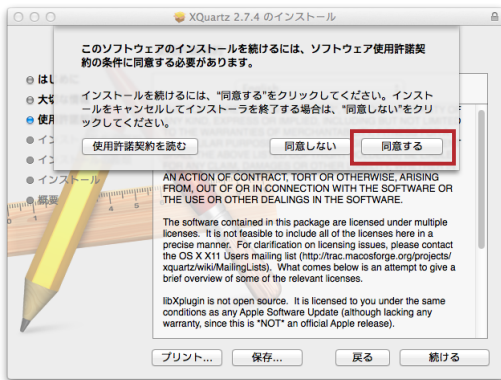 XQuartz 2.7.4 のインストール
このソフトウェアのインストールを続けるには、ソフトウェア使用許諾契
約の条件に同意する必要があります。
インストールを続けるには、"同意する"をクリックしてください。インスト
ールをキャンセルしてインストーラを終了する場合は、"同意しない"をクリ
ックしてください。
使用許諾契約を読む
同意しない
同意する
はじめに
大切な
使用許諾
イン
イン
インストール
概要
AN ACTION OF CONTRACT, TORT OR OTHERWISE, ARISING
FROM, OUT OF OR IN CONNECTION WITH THE SOFTWARE OR
THE USE OR OTHER DEALINGS IN THE SOFTWARE.
The software contained in this package are licensed under multiple
licenses. It is not feasible to include all of the licenses here in a
precise manner. For clarification on licensing issues, please contact
the OS X X11 Users mailing list (http://trac.macosforge.org/projects/
xquartz/wiki/MailingLists). What comes below is an attempt to give a
brief overview of some of the relevant licenses.
libXplugin is not open source. It is licensed to you under the same
conditions as any Apple Software Update (although lacking any
warranty, since this is *NOT* an official Apple release).
プリント...
保存...
戻る
続ける